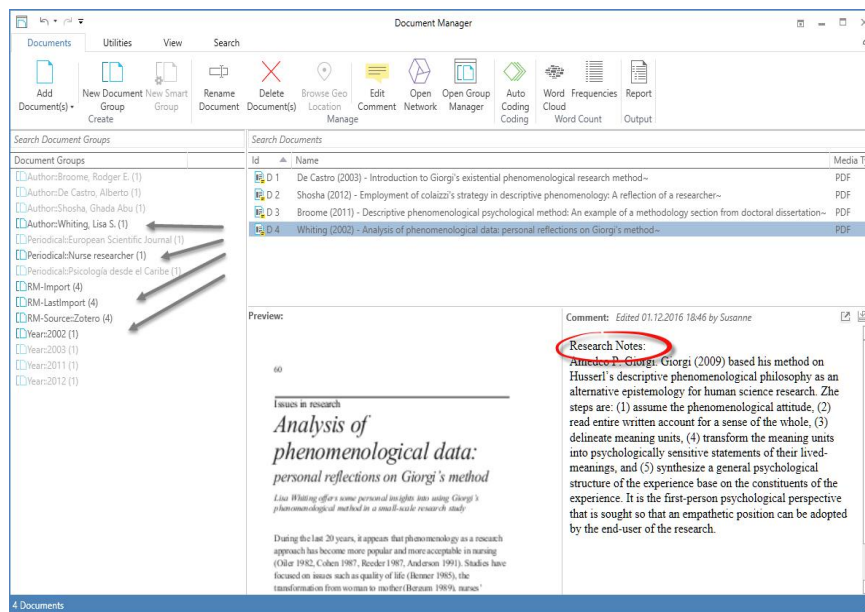 Document Manager
Documents Utilities View Search
Add Document(s)
New Document Group
New Smart Group
Rename Document
Delete Document(s)
Browse Geo Location
Edit Comment
Open Network
Open Group Manager
Auto Coding
Word Cloud
Frequencies
Report
Create
Manage
Coding
Word Count
Output
Search Document Groups
Search Documents
Document Groups
Id Name Media T
Author::Broome, Rodger E. (1)
Author::De Castro, Alberto (1)
Author::Shosha, Ghada Abu (1)
Author::Whiting, Lisa S. (1)
Periodical::European Scientific Journal (1)
Periodical::Nurse researcher (1)
Periodical::Psicología desde el Caribe (1)
RM-Import (4)
RM-LastImport (4)
RM-Source::Zotero (4)
Year::2002 (1)
Year::2003 (1)
Year::2011 (1)
Year::2012 (1)
D 1 De Castro (2003) - Introduction to Giorgi's existential phenomenological research method~ PDF
D 2 Shosha (2012) - Employment of colaizzi's strategy in descriptive phenomenology: A reflection of a researcher~ PDF
D 3 Broome (2011) - Descriptive phenomenological psychological method: An example of a methodology section from doctoral dissertation~ PDF
D 4 Whiting (2002) - Analysis of phenomenological data: personal reflections on Giorgi's method~ PDF
Preview:
60
Issues in research
Analysis of
phenomenological data:
personal reflections on Giorgi's method
Lisa Whiting offers some personal insights into using Giorgi's
phenomenological method in a small-scale research study
During the last 20 years, it appears that phenomenology as a research
approach has become more popular and more acceptable in nursing
(Oiler 1982, Cohen 1987, Reeder 1987, Anderson 1991). Studies have
focused on issues such as quality of life (Benner 1985), the
transformation from woman to mother (Bergum 1989), nurses'
Comment: Edited 01.12.2016 18:46 by Susanne
Research Notes:
Amedeo P. Giorgi. Giorgi (2009) based his method on
Husserl's descriptive phenomenological philosophy as an
alternative epistemology for human science research. Zhe
steps are: (1) assume the phenomenological attitude, (2)
read entire written account for a sense of the whole, (3)
delineate meaning units, (4) transform the meaning units
into psychologically sensitive statements of their lived-
meanings, and (5) synthesize a general psychological
structure of the experience base on the constituents of the
experience. It is the first-person psychological perspective
that is sought so that an empathetic position can be adopted
by the end-user of the research.
4 Documents